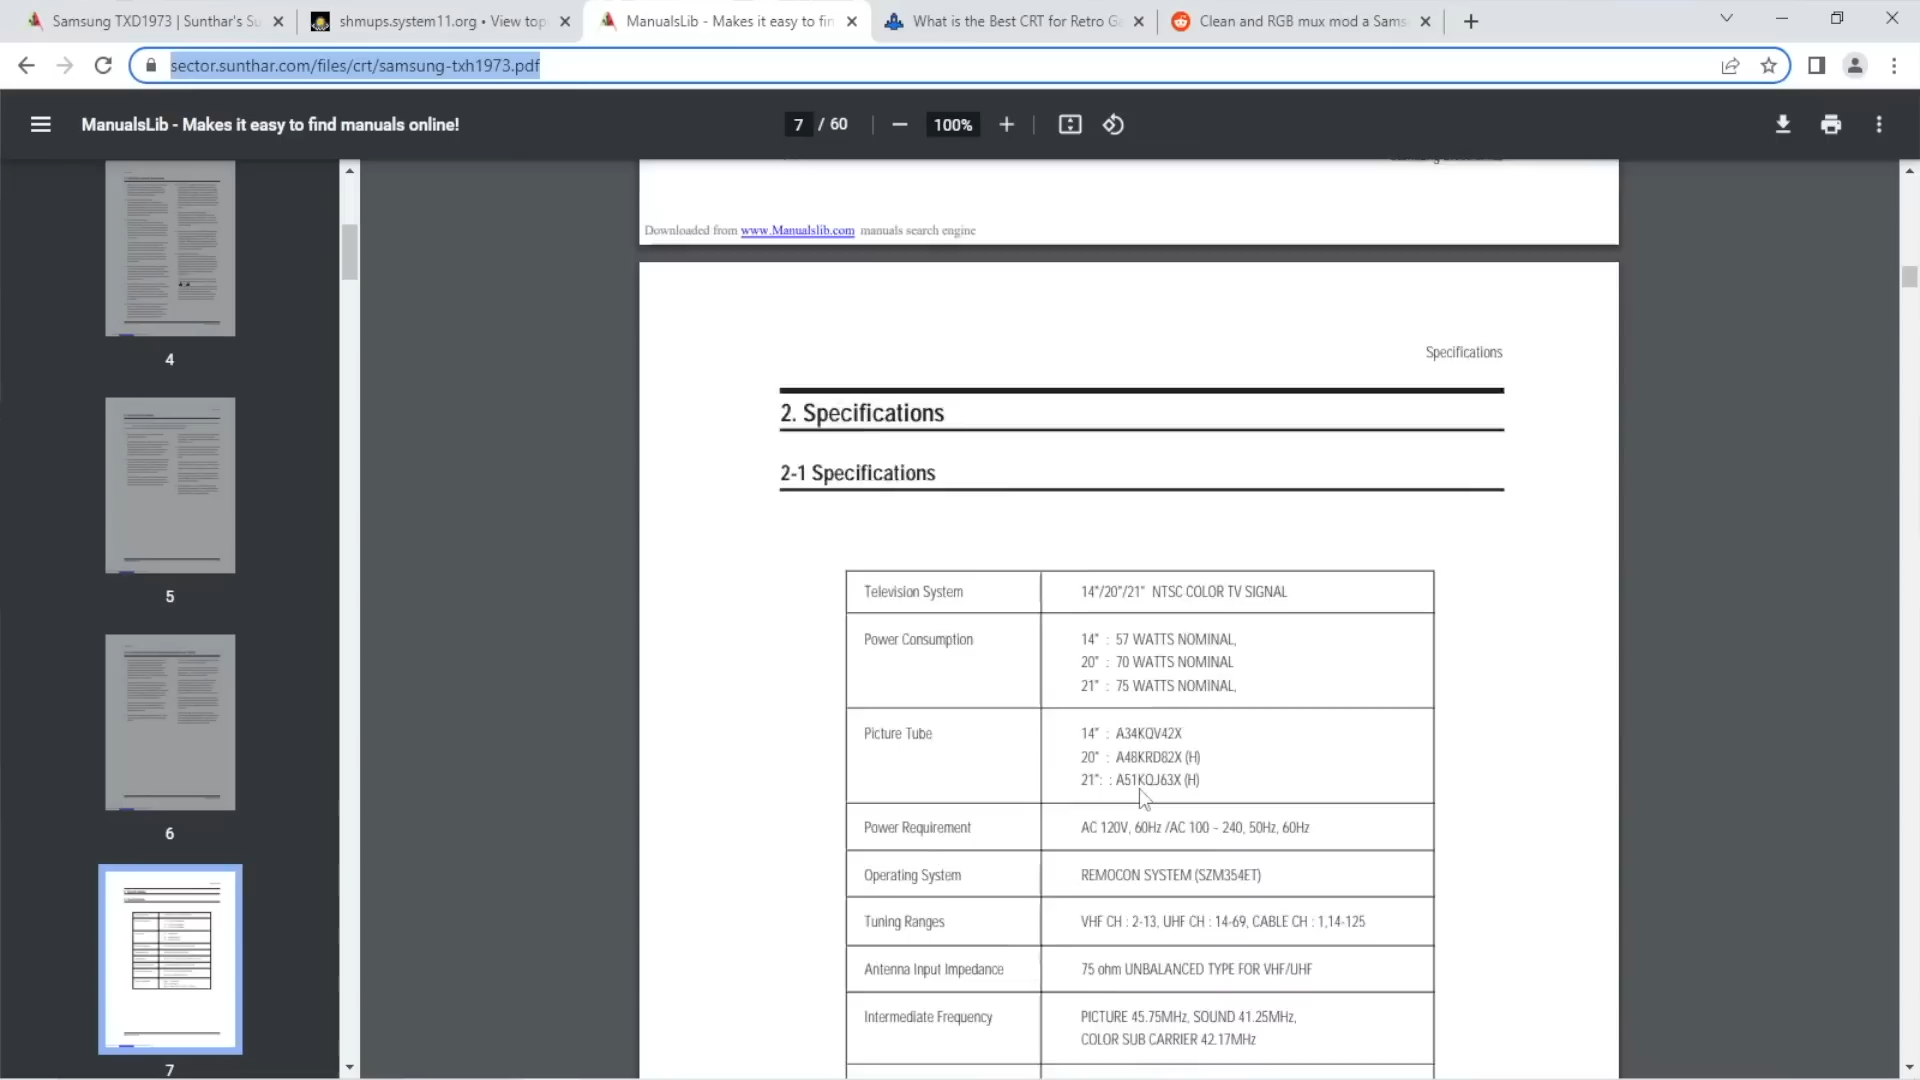 Samsung TXD1973 | Sunthar's Su
shmups.system11.org • View top
ManualsLib - Makes it easy to fin
What is the Best CRT for Retro Ga
Clean and RGB mux mod a Sams
sector.sunthar.com/files/crt/samsung-txh1973.pdf
ManualsLib - Makes it easy to find manuals online!
7 / 60
100%
4
5
6
7
Downloaded from www.Manualslib.com manuals search engine
Specifications
2. Specifications
2-1 Specifications
Television System
14"/20"/21" NTSC COLOR TV SIGNAL
Power Consumption
14" : 57 WATTS NOMINAL,
20" : 70 WATTS NOMINAL
21" : 75 WATTS NOMINAL,
Picture Tube
14" : A34KQV42X
20" : A48KRD82X (H)
21": : A51KQJ63X (H)
Power Requirement
AC 120V, 60Hz /AC 100 ~ 240, 50Hz, 60Hz
Operating System
REMOCON SYSTEM (SZM354ET)
Tuning Ranges
VHF CH : 2-13, UHF CH : 14-69, CABLE CH : 1,14-125
Antenna Input Impedance
75 ohm UNBALANCED TYPE FOR VHF/UHF
Intermediate Frequency
PICTURE 45.75MHz, SOUND 41.25MHz,
COLOR SUB CARRIER 42.17MHz